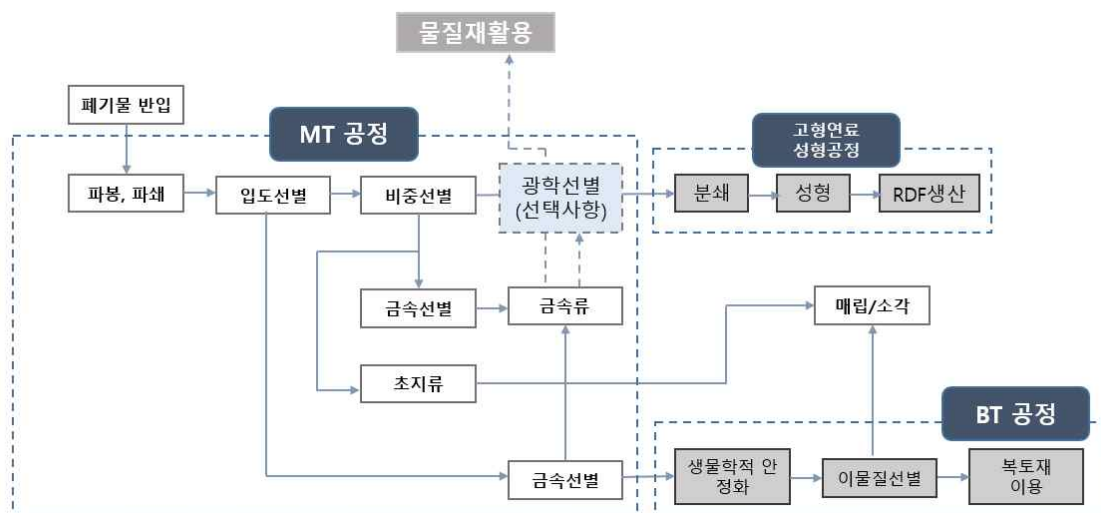 물질재활용
폐기물 반입
MT 공정
고형연료
성형공정
파봉, 파쇄
입도선별
비중선별
광학선별
(선택사항)
분쇄
성형
RDF생산
금속선별
금속류
매립/소각
초지류
BT 공정
금속선별
생물학적 안
정화
이물질선별
복토재
이용